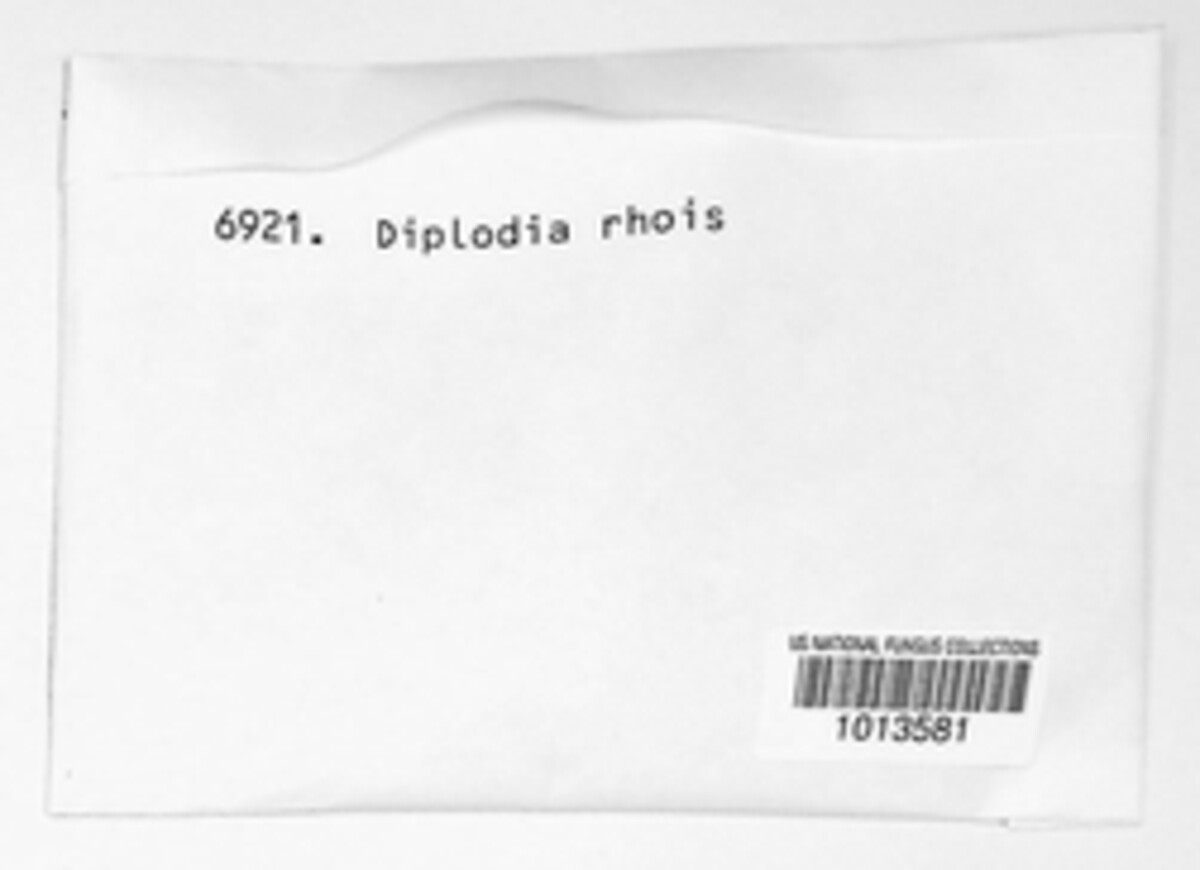 6921. Diplodia rhois
US NATIONAL FUNGUS COLLECTIONS
1013581